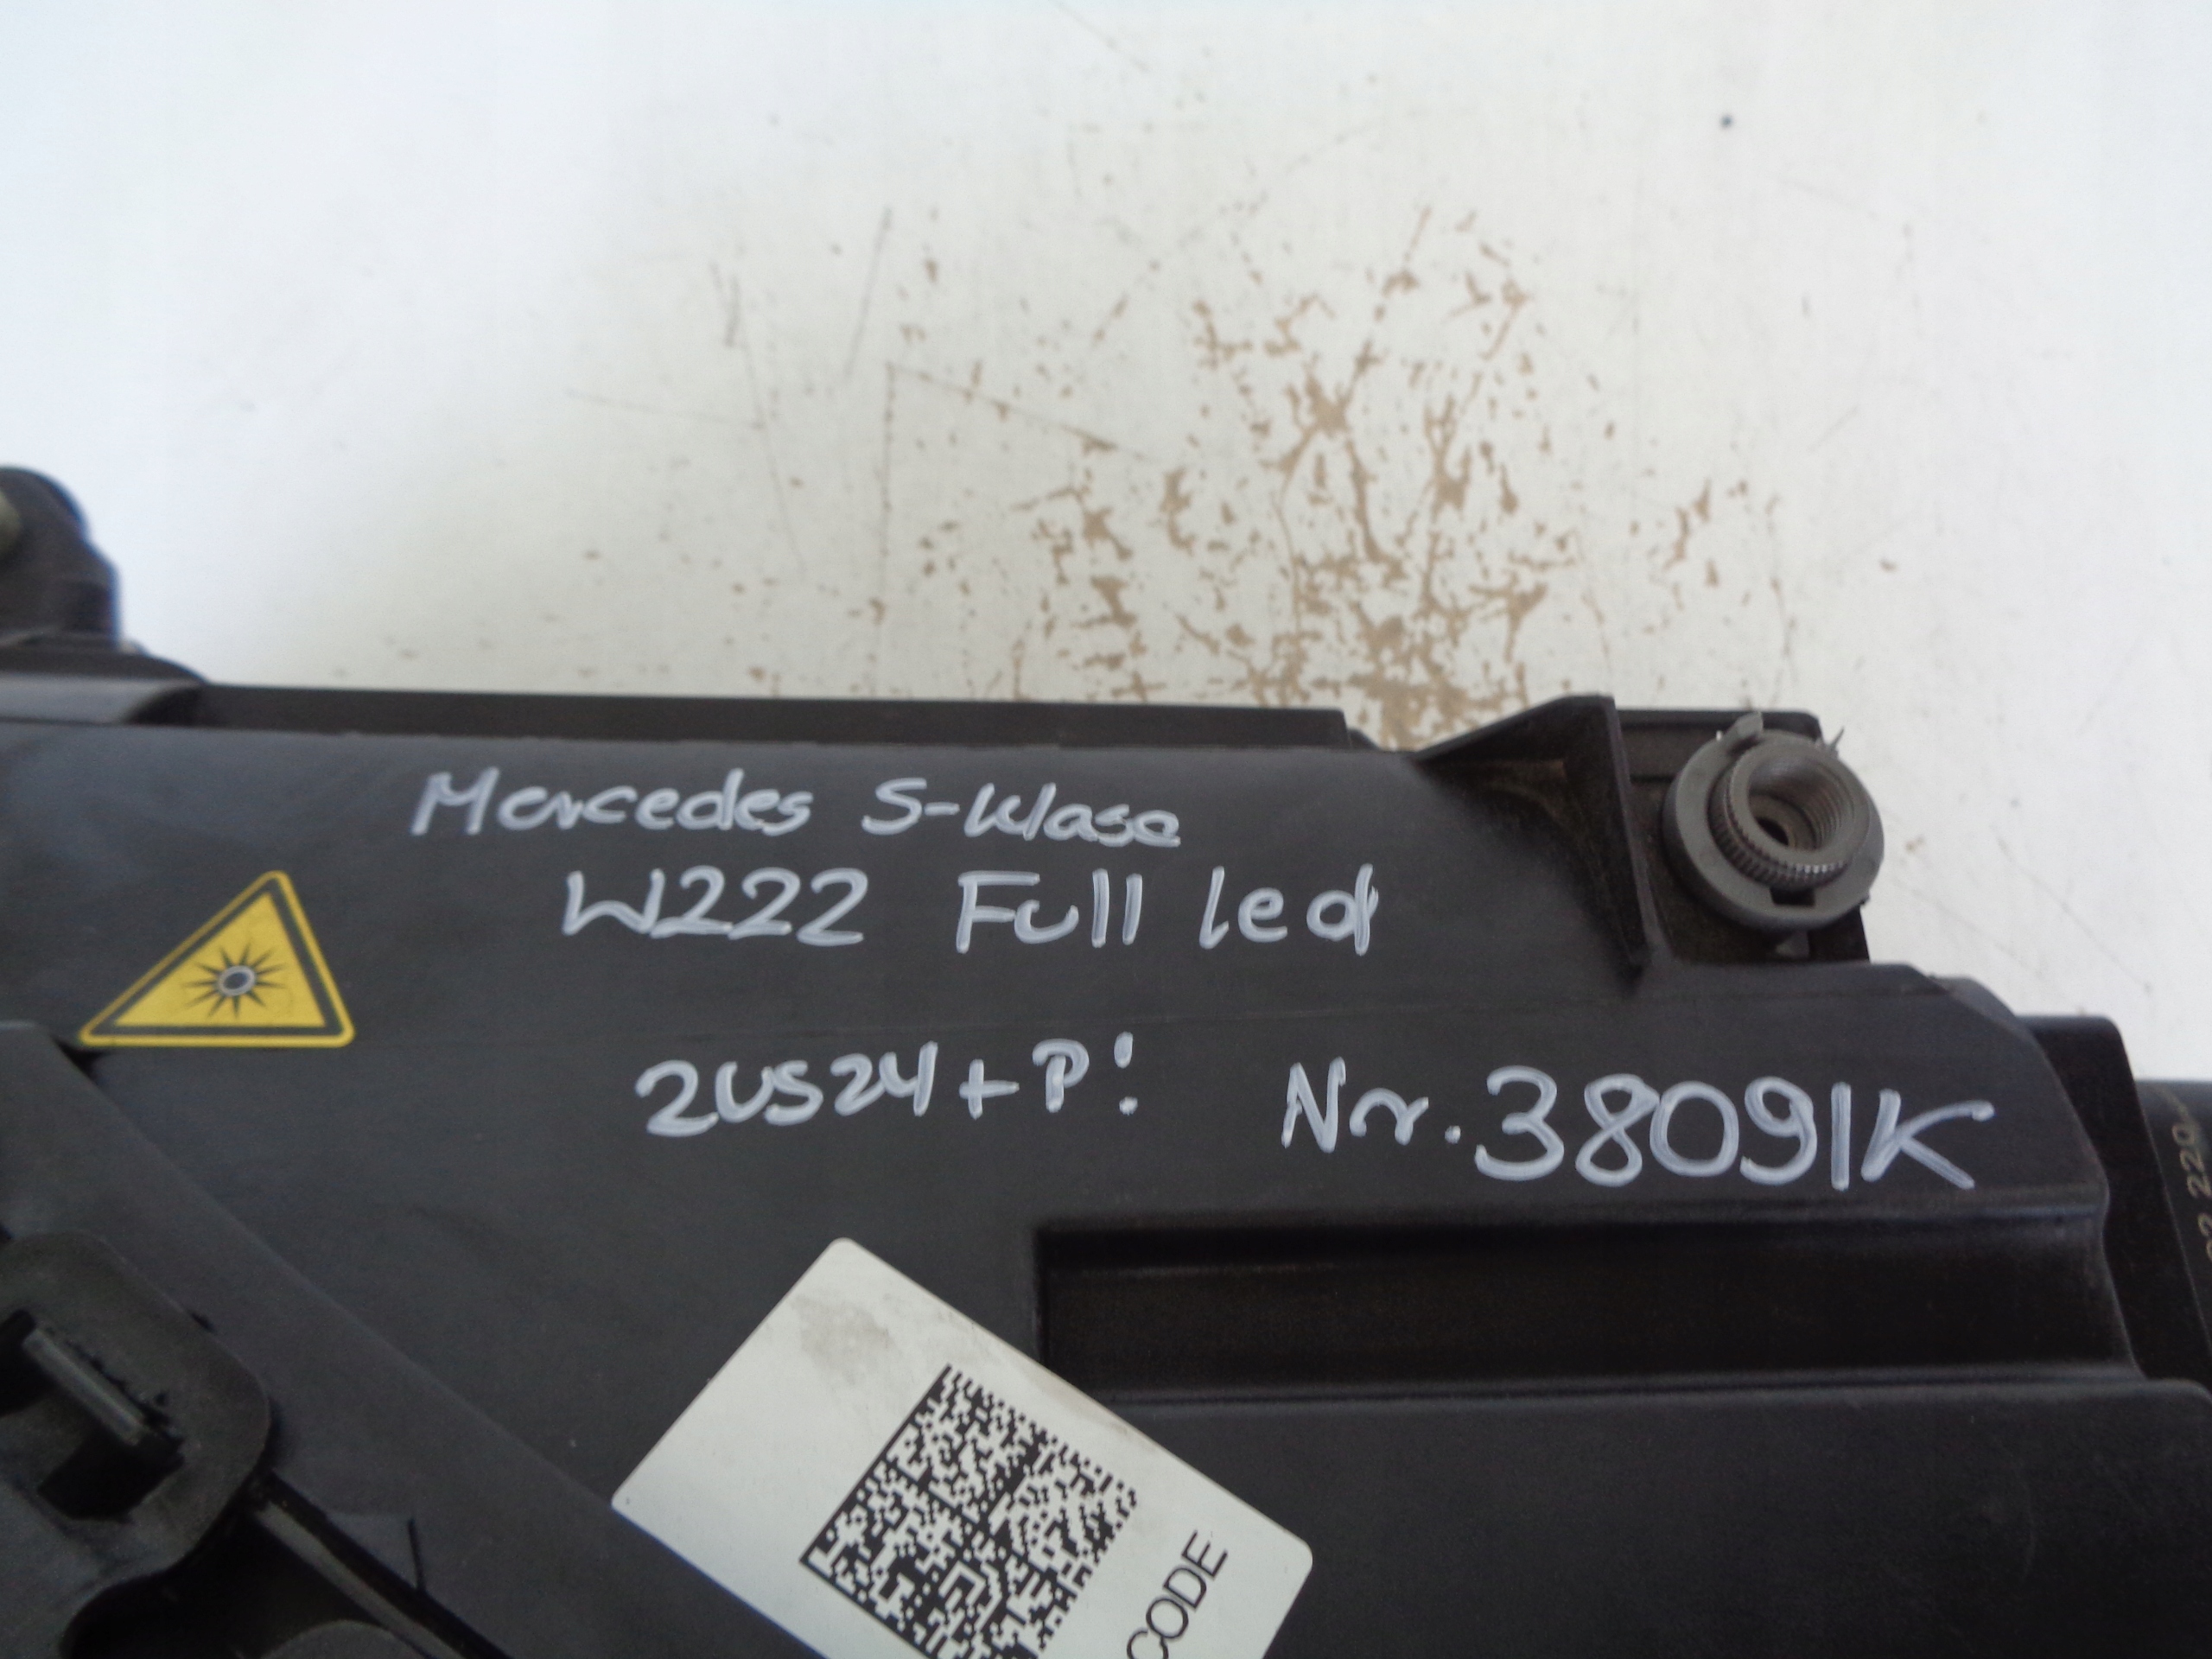 Mercedes S-Klase
W222 Full led
2US24+P!
Nr. 38091K
CODE